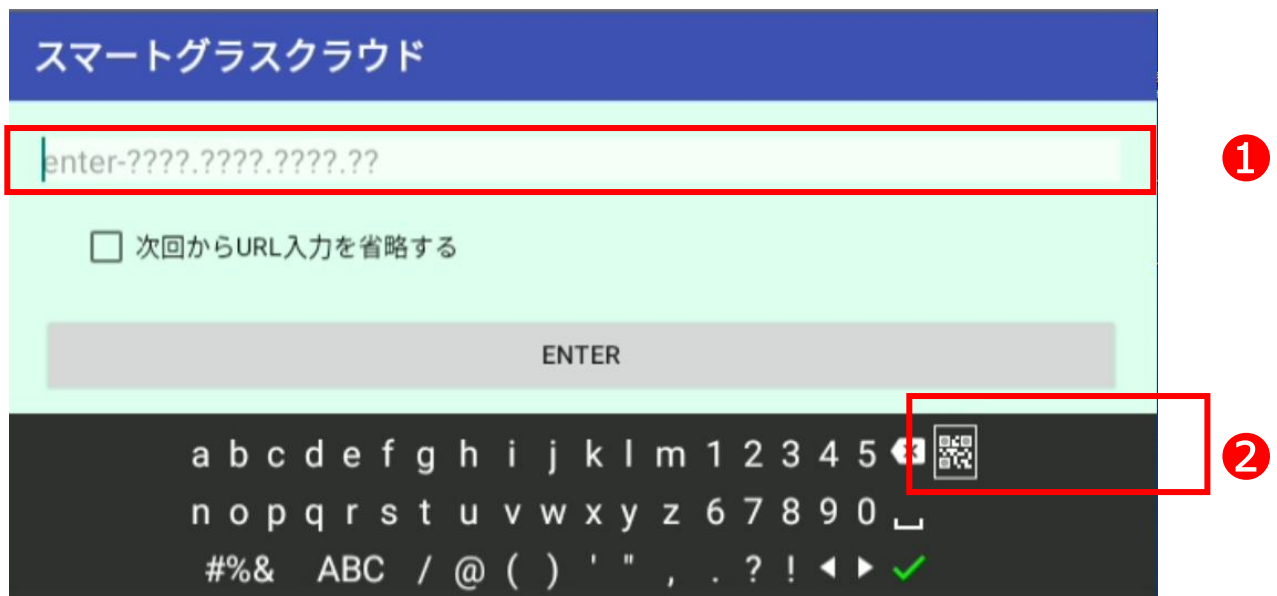 スマートグラスクラウド
enter-????.????.????.??
❶
次回からURL入力を省略する
ENTER
a b c d e f g h i j k l m 1 2 3 4 5
❷
n o p q r s t u v w x y z 6 7 8 9 0
#%& ABC / @ ( ) ' " , . ? !